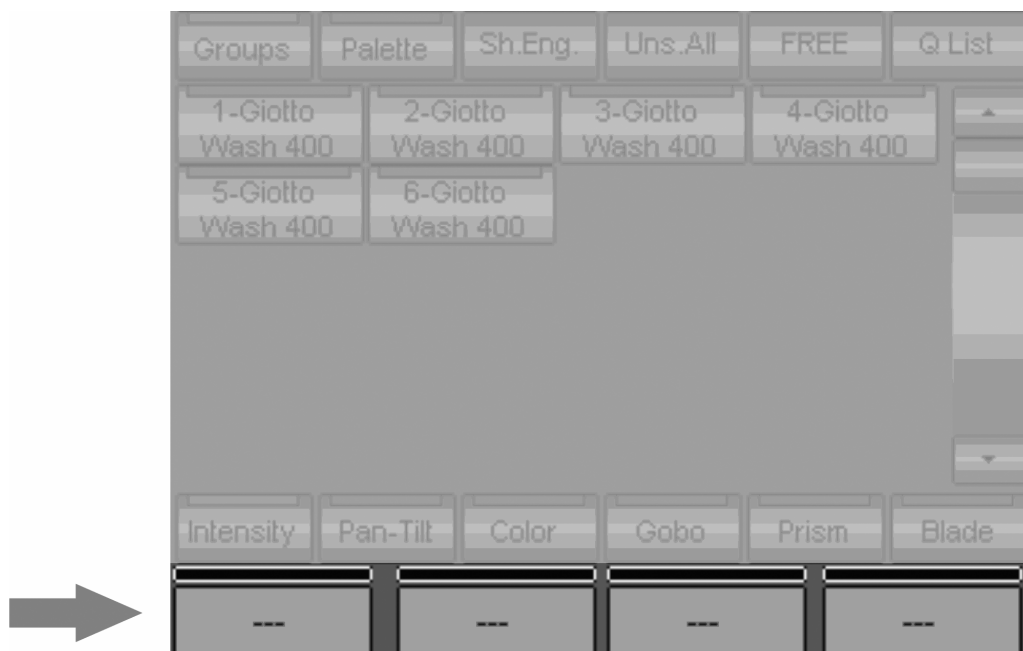 Groups Palette Sh.Eng. Uns.All FREE Q List
1-Giotto 2-Giotto 3-Giotto 4-Giotto
Wash 400 Wash 400 Wash 400 Wash 400
5-Giotto 6-Giotto
Wash 400 Wash 400
Intensity Pan-Tilt Color Gobo Prism Blade
--- --- --- ---